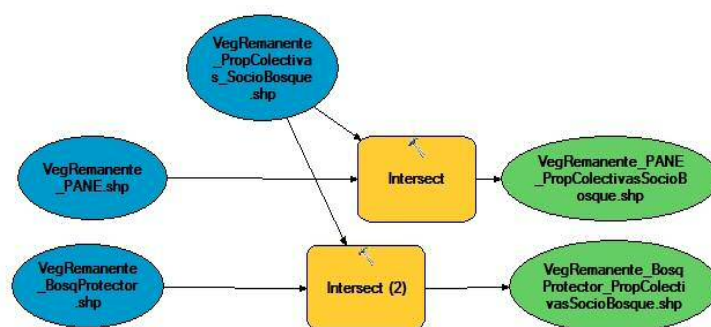 VegRemanente
_PropColectiva
s_SocioBosque
.shp
VegRemanente
_PANE.shp
Intersect
VegRemanente_PANE
_PropColectivasSocioB
osque.shp
VegRemanente
_BosqProtector
.shp
Intersect (2)
VegRemanente_Bosq
Protector_PropColecti
vasSocioBosque.shp